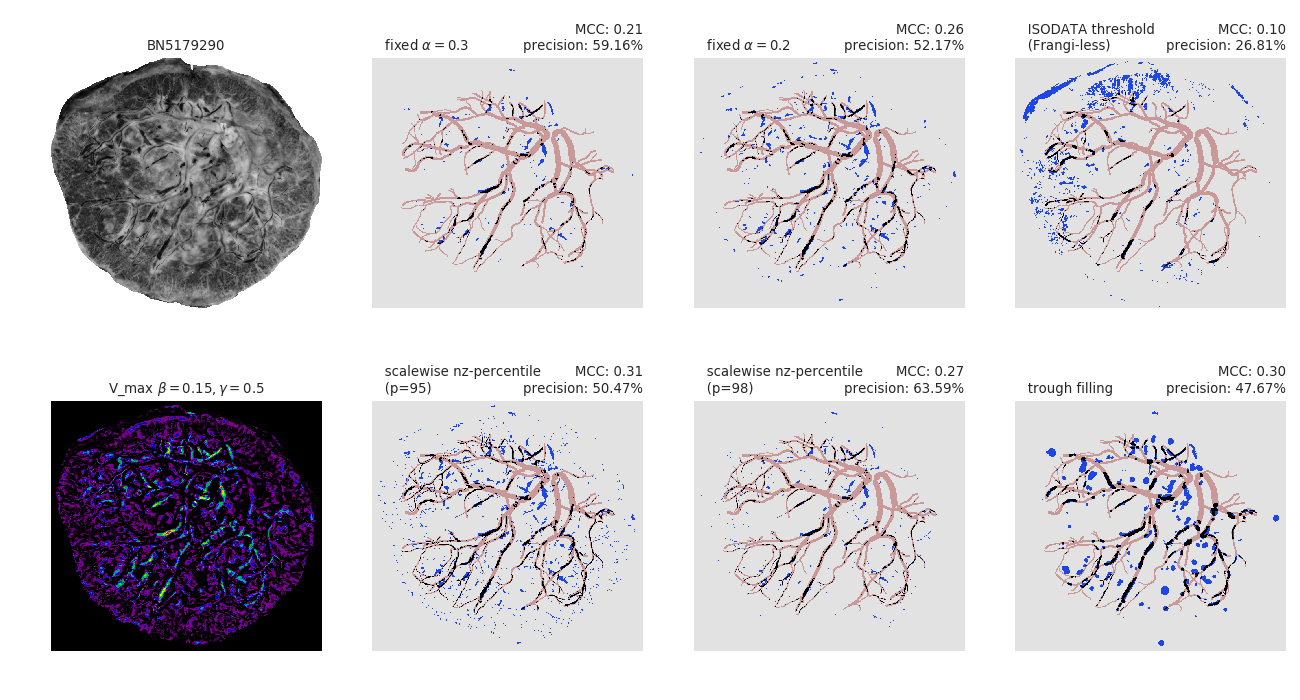 BN5179290
fixed α = 0.3
MCC: 0.21
precision: 59.16%
fixed α = 0.2
MCC: 0.26
precision: 52.17%
ISODATA threshold
(Frangi-less)
MCC: 0.10
precision: 26.81%
V_max β = 0.15, γ = 0.5
scalewise nz-percentile
(p=95)
MCC: 0.31
precision: 50.47%
scalewise nz-percentile
(p=98)
MCC: 0.27
precision: 63.59%
trough filling
MCC: 0.30
precision: 47.67%